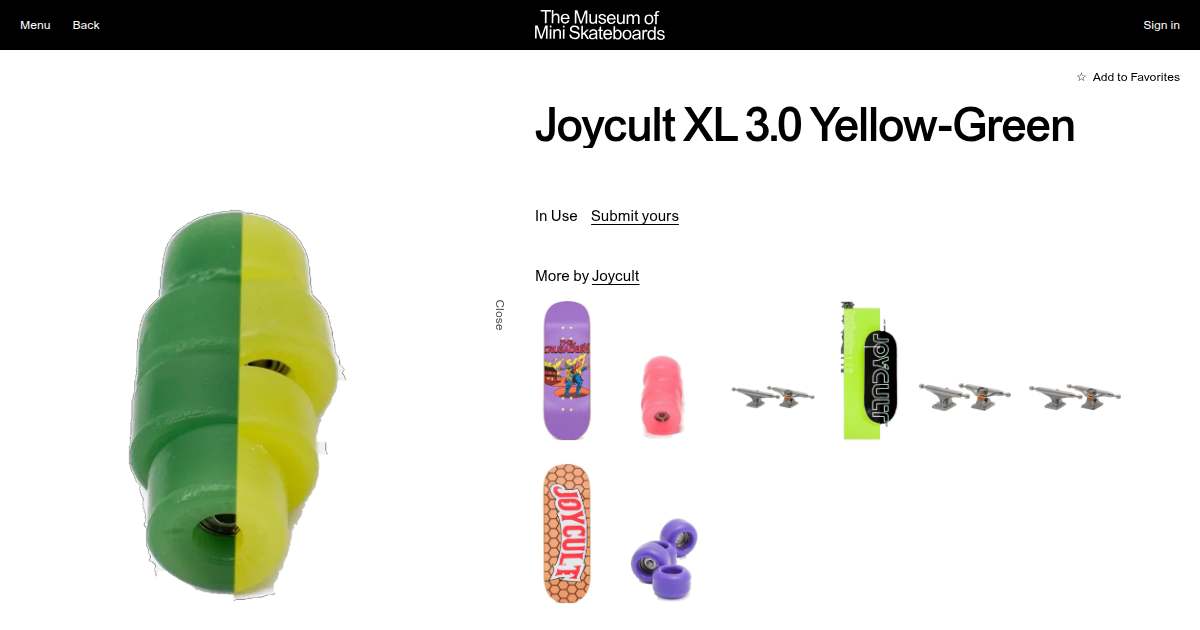 Menu
Back
The Museum of
Mini Skateboards
Sign in
☆ Add to Favorites
Joycult XL 3.0 Yellow-Green
In Use
Submit yours
More by Joycult
Close
CRUSADERS
JOYCULT
JOYCULT